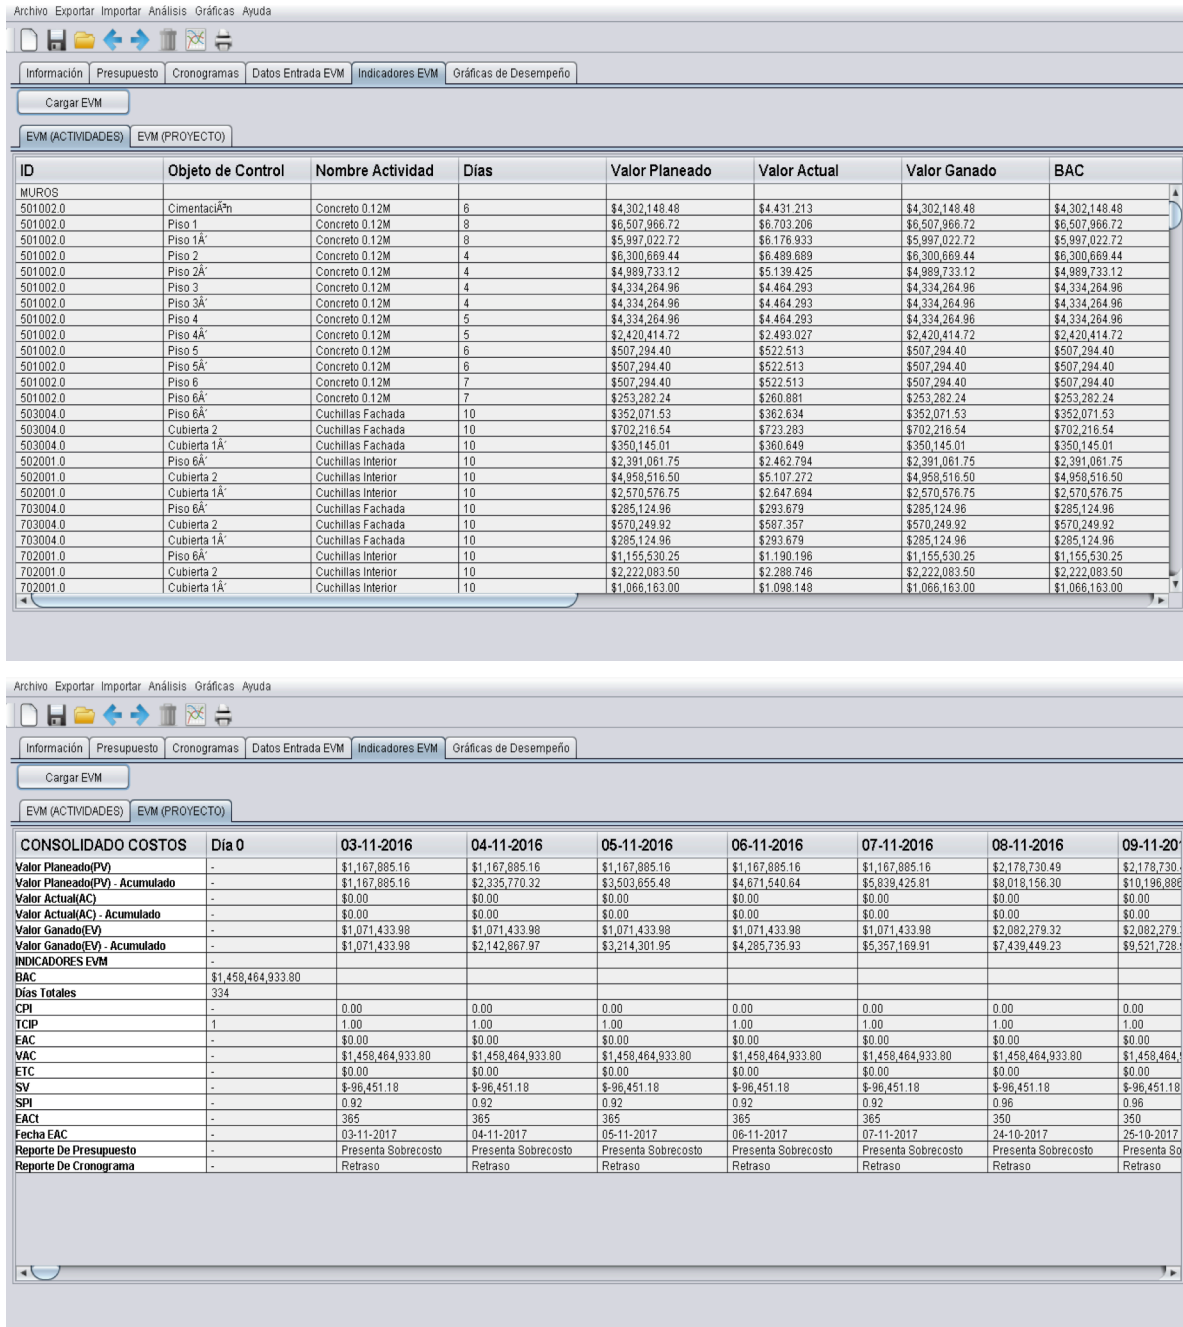 Archivo Exportar Importar Análisis Gráficas Ayuda
Información Presupuesto Cronogramas Datos Entrada EVM Indicadores EVM Gráficas de Desempeño
Cargar EVM
EVM (ACTIVIDADES) EVM (PROYECTO)
ID Objeto de Control Nombre Actividad Días Valor Planeado Valor Actual Valor Ganado BAC
MUROS
501002.0 CimentaciÃ³n Concreto 0.12M 6 $4,302,148.48 $4.431.213 $4,302,148.48 $4,302,148.48
501002.0 Piso 1 Concreto 0.12M 8 $6,507,966.72 $6.703.206 $6,507,966.72 $6,507,966.72
501002.0 Piso 1Â´ Concreto 0.12M 8 $5,997,022.72 $6.176.933 $5,997,022.72 $5,997,022.72
501002.0 Piso 2 Concreto 0.12M 4 $6,300,669.44 $6.489.689 $6,300,669.44 $6,300,669.44
501002.0 Piso 2Â´ Concreto 0.12M 4 $4,989,733.12 $5.139.425 $4,989,733.12 $4,989,733.12
501002.0 Piso 3 Concreto 0.12M 4 $4,334,264.96 $4.464.293 $4,334,264.96 $4,334,264.96
501002.0 Piso 3Â´ Concreto 0.12M 4 $4,334,264.96 $4.464.293 $4,334,264.96 $4,334,264.96
501002.0 Piso 4 Concreto 0.12M 5 $4,334,264.96 $4.464.293 $4,334,264.96 $4,334,264.96
501002.0 Piso 4Â´ Concreto 0.12M 5 $2,420,414.72 $2.493.027 $2,420,414.72 $2,420,414.72
501002.0 Piso 5 Concreto 0.12M 6 $507,294.40 $522.513 $507,294.40 $507,294.40
501002.0 Piso 5Â´ Concreto 0.12M 6 $507,294.40 $522.513 $507,294.40 $507,294.40
501002.0 Piso 6 Concreto 0.12M 7 $507,294.40 $522.513 $507,294.40 $507,294.40
501002.0 Piso 6Â´ Concreto 0.12M 7 $253,282.24 $260.881 $253,282.24 $253,282.24
503004.0 Piso 6Â´ Cuchillas Fachada 10 $352,071.53 $362.634 $352,071.53 $352,071.53
503004.0 Cubierta 2 Cuchillas Fachada 10 $702,216.54 $723.283 $702,216.54 $702,216.54
503004.0 Cubierta 1Â´ Cuchillas Fachada 10 $350,145.01 $360.649 $350,145.01 $350,145.01
502001.0 Piso 6Â´ Cuchillas Interior 10 $2,391,061.75 $2.462.794 $2,391,061.75 $2,391,061.75
502001.0 Cubierta 2 Cuchillas Interior 10 $4,958,516.50 $5.107.272 $4,958,516.50 $4,958,516.50
502001.0 Cubierta 1Â´ Cuchillas Interior 10 $2,570,576.75 $2.647.694 $2,570,576.75 $2,570,576.75
703004.0 Piso 6Â´ Cuchillas Fachada 10 $285,124.96 $293.679 $285,124.96 $285,124.96
703004.0 Cubierta 2 Cuchillas Fachada 10 $570,249.92 $587.357 $570,249.92 $570,249.92
703004.0 Cubierta 1Â´ Cuchillas Fachada 10 $285,124.96 $293.679 $285,124.96 $285,124.96
702001.0 Piso 6Â´ Cuchillas Interior 10 $1,155,530.25 $1.190.196 $1,155,530.25 $1,155,530.25
702001.0 Cubierta 2 Cuchillas Interior 10 $2,222,083.50 $2.288.746 $2,222,083.50 $2,222,083.50
702001.0 Cubierta 1Â´ Cuchillas Interior 10 $1,066,163.00 $1.098.148 $1,066,163.00 $1,066,163.00
Archivo Exportar Importar Análisis Gráficas Ayuda
Información Presupuesto Cronogramas Datos Entrada EVM Indicadores EVM Gráficas de Desempeño
Cargar EVM
EVM (ACTIVIDADES) EVM (PROYECTO)
CONSOLIDADO COSTOS Día 0 03-11-2016 04-11-2016 05-11-2016 06-11-2016 07-11-2016 08-11-2016 09-11-20
Valor Planeado(PV) - $1,167,885.16 $1,167,885.16 $1,167,885.16 $1,167,885.16 $1,167,885.16 $2,178,730.49 $2,178,730.
Valor Planeado(PV) - Acumulado - $1,167,885.16 $2,335,770.32 $3,503,655.48 $4,671,540.64 $5,839,425.81 $8,018,156.30 $10,196,886
Valor Actual(AC) - $0.00 $0.00 $0.00 $0.00 $0.00 $0.00 $0.00
Valor Actual(AC) - Acumulado - $0.00 $0.00 $0.00 $0.00 $0.00 $0.00 $0.00
Valor Ganado(EV) - $1,071,433.98 $1,071,433.98 $1,071,433.98 $1,071,433.98 $1,071,433.98 $2,082,279.32 $2,082,279.
Valor Ganado(EV) - Acumulado - $1,071,433.98 $2,142,867.97 $3,214,301.95 $4,285,735.93 $5,357,169.91 $7,439,449.23 $9,521,728.
INDICADORES EVM -
BAC $1,458,464,933.80
Días Totales 334
CPI - 0.00 0.00 0.00 0.00 0.00 0.00 0.00
TCIP 1 1.00 1.00 1.00 1.00 1.00 1.00 1.00
EAC - $0.00 $0.00 $0.00 $0.00 $0.00 $0.00 $0.00
VAC - $1,458,464,933.80 $1,458,464,933.80 $1,458,464,933.80 $1,458,464,933.80 $1,458,464,933.80 $1,458,464,933.80 $1,458,464,
ETC - $0.00 $0.00 $0.00 $0.00 $0.00 $0.00 $0.00
SV - $-96,451.18 $-96,451.18 $-96,451.18 $-96,451.18 $-96,451.18 $-96,451.18 $-96,451.18
SPI - 0.92 0.92 0.92 0.92 0.92 0.96 0.96
EACt - 365 365 365 365 365 350 350
Fecha EAC - 03-11-2017 04-11-2017 05-11-2017 06-11-2017 07-11-2017 24-10-2017 25-10-2017
Reporte De Presupuesto - Presenta Sobrecosto Presenta Sobrecosto Presenta Sobrecosto Presenta Sobrecosto Presenta Sobrecosto Presenta Sobrecosto Presenta So
Reporte De Cronograma - Retraso Retraso Retraso Retraso Retraso Retraso Retraso